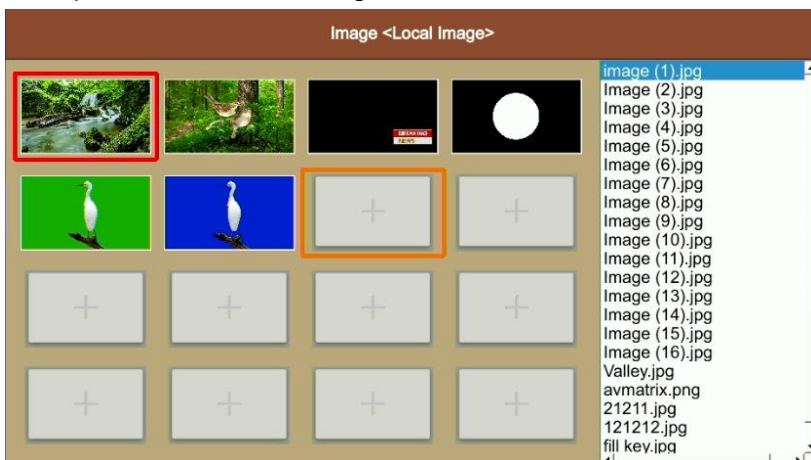 Image <Local Image>
BREAKING
NEWS
image (1).jpg
Image (2).jpg
Image (3).jpg
Image (4).jpg
Image (5).jpg
Image (6).jpg
Image (7).jpg
Image (8).jpg
Image (9).jpg
Image (10).jpg
Image (11).jpg
Image (12).jpg
Image (13).jpg
Image (14).jpg
Image (15).jpg
Image (16).jpg
Valley.jpg
avmatrix.png
21211.jpg
121212.jpg
fill key.jpg